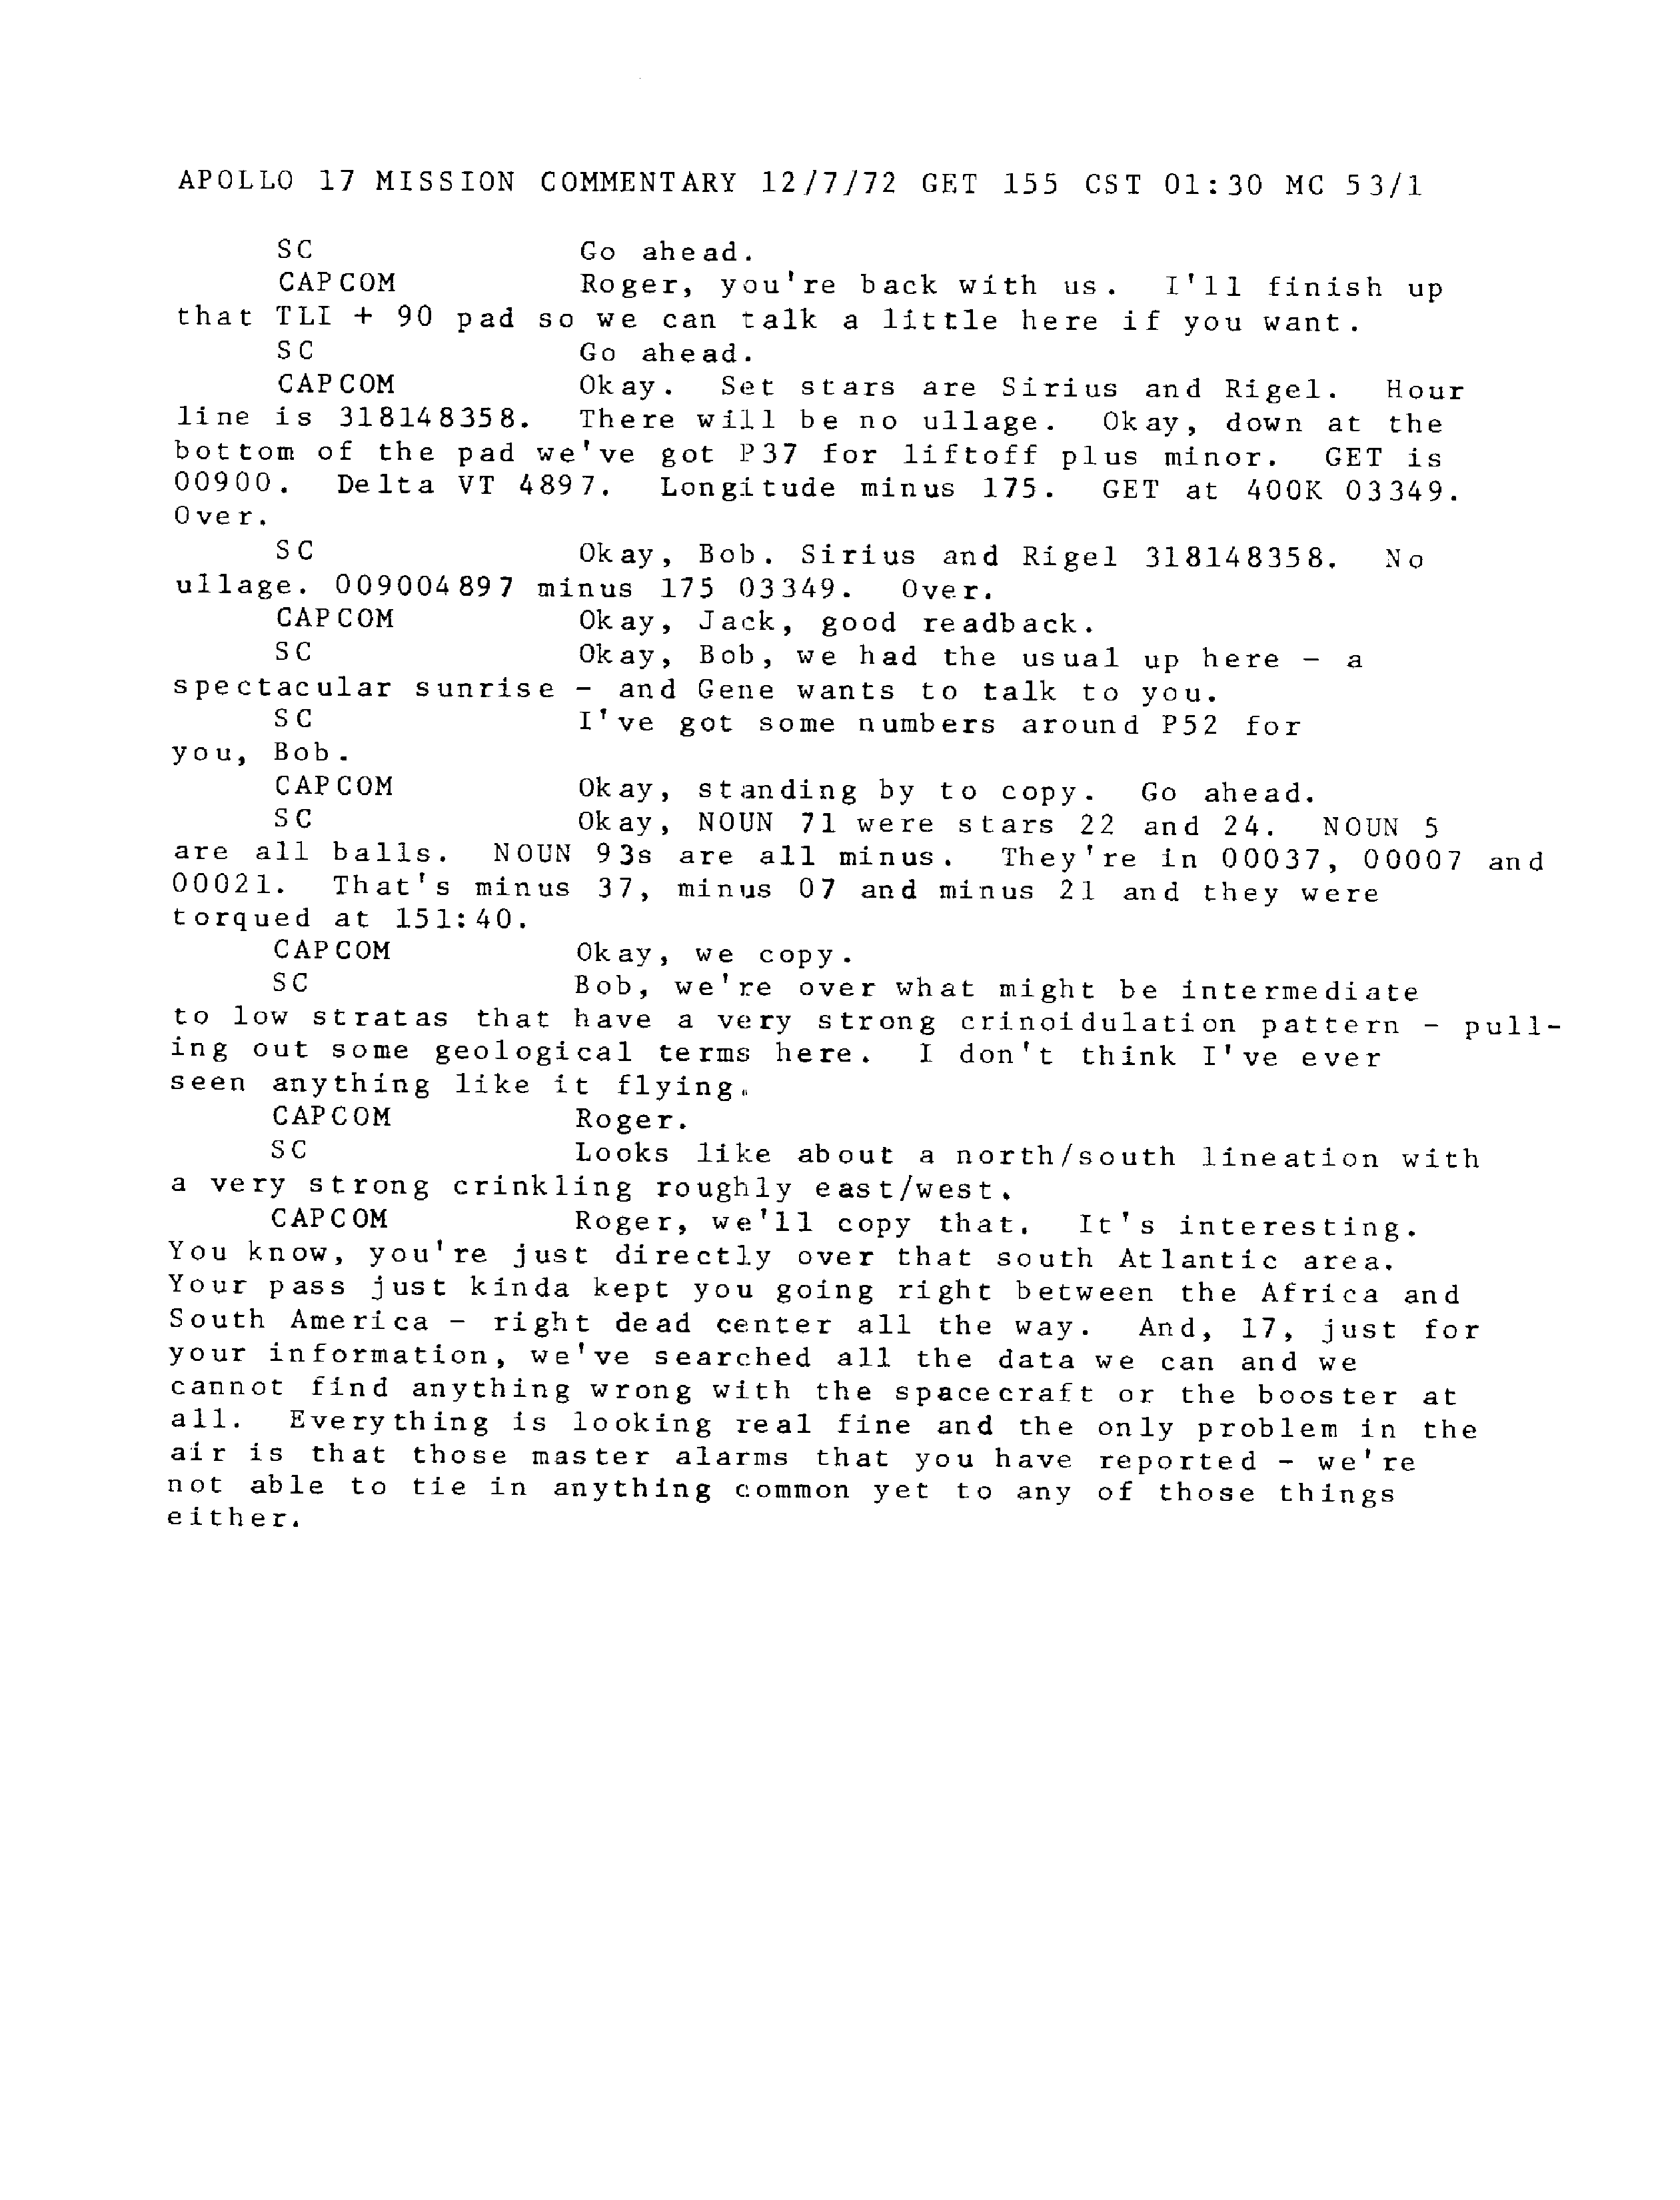 APOLLO 17 MISSION COMMENTARY 12/7/72 GET 155 CST 01:30 MC 53/1
SC Go ahead.
CAPCOM Roger, you're back with us. I'll finish up
that TLI + 90 pad so we can talk a little here if you want.
SC Go ahead.
CAPCOM Okay. Set stars are Sirius and Rigel. Hour
line is 318148358. There will be no ullage. Okay, down at the
bottom of the pad we've got P37 for liftoff plus minor. GET is
00900. Delta VT 4897. Longitude minus 175. GET at 400K 03349.
Over.
SC Okay, Bob. Sirius and Rigel 318148358. No
ullage. 009004897 minus 175 03349. Over.
CAPCOM Okay, Jack, good readback.
SC Okay, Bob, we had the usual up here - a
spectacular sunrise - and Gene wants to talk to you.
SC I've got some numbers around P52 for
you, Bob.
CAPCOM Okay, standing by to copy. Go ahead.
SC Okay, NOUN 71 were stars 22 and 24. NOUN 5
are all balls. NOUN 93s are all minus. They're in 00037, 00007 and
00021. That's minus 37, minus 07 and minus 21 and they were
torqued at 151:40.
CAPCOM Okay, we copy.
SC Bob, we're over what might be intermediate
to low stratas that have a very strong crinoidulation pattern - pull-
ing out some geological terms here. I don't think I've ever
seen anything like it flying.
CAPCOM Roger.
SC Looks like about a north/south lineation with
a very strong crinkling roughly east/west.
CAPCOM Roger, we'll copy that. It's interesting.
You know, you're just directly over that south Atlantic area.
Your pass just kinda kept you going right between the Africa and
South America - right dead center all the way. And, 17, just for
your information, we've searched all the data we can and we
cannot find anything wrong with the spacecraft or the booster at
all. Everything is looking real fine and the only problem in the
air is that those master alarms that you have reported - we're
not able to tie in anything common yet to any of those things
either.